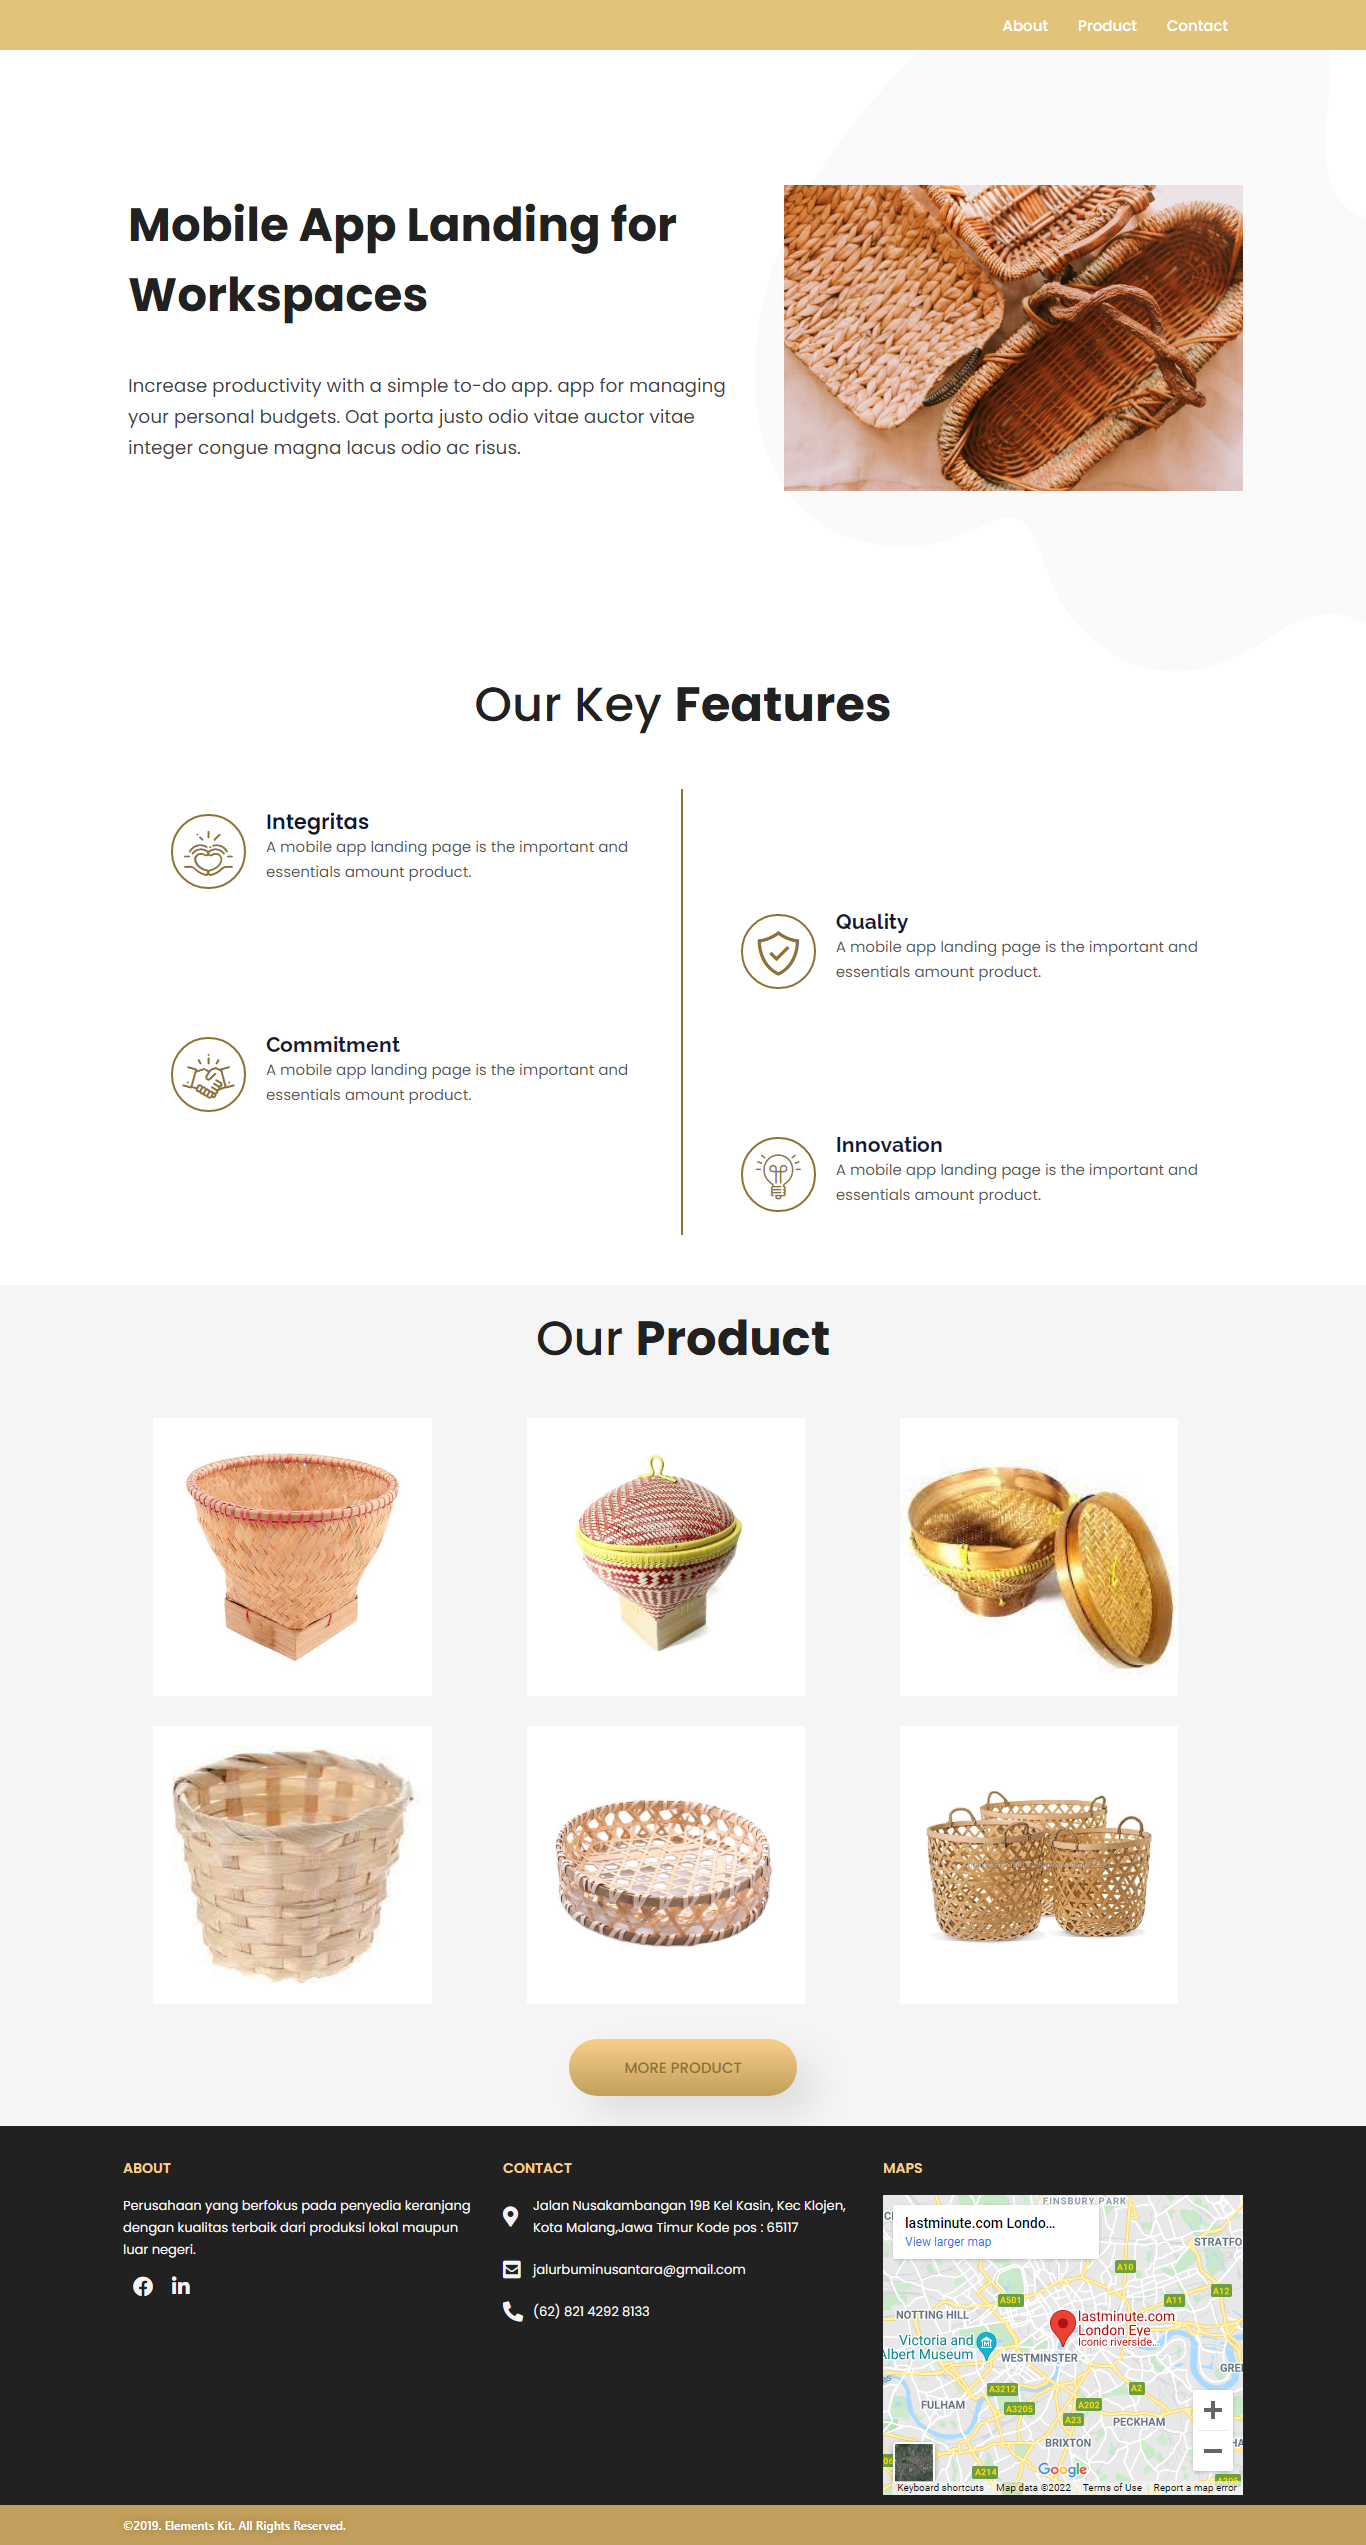 About Product Contact
Mobile App Landing for
Workspaces
Increase productivity with a simple to-do app. app for managing
your personal budgets. Oat porta justo odio vitae auctor vitae
integer congue magna lacus odio ac risus.
Our Key Features
Integritas
A mobile app landing page is the important and
essentials amount product.
Quality
A mobile app landing page is the important and
essentials amount product.
Commitment
A mobile app landing page is the important and
essentials amount product.
Innovation
A mobile app landing page is the important and
essentials amount product.
Our Product
MORE PRODUCT
ABOUT
Perusahaan yang berfokus pada penyedia keranjang
dengan kualitas terbaik dari produksi lokal maupun
luar negeri.
CONTACT
Jalan Nusakambangan 19B Kel Kasin, Kec Klojen,
Kota Malang,Jawa Timur Kode pos : 65117
jalurbuminusantara@gmail.com
(62) 821 4292 8133
MAPS
FINSBURY PARK
lastminute.com Londo...
View larger map
STRATFO
A10
A12
A501
A11
NOTTING HILL
lastminute.com
London Eye
Iconic riverside...
Victoria and
Albert Museum
WESTMINSTER
GRE
A3212
A2
FULHAM
A3205
A202
A23
PECKHAM
BRIXTON
A214
Google
A205
Keyboard shortcuts Map data ©2022 Terms of Use Report a map error
©2019. Elements Kit. All Rights Reserved.